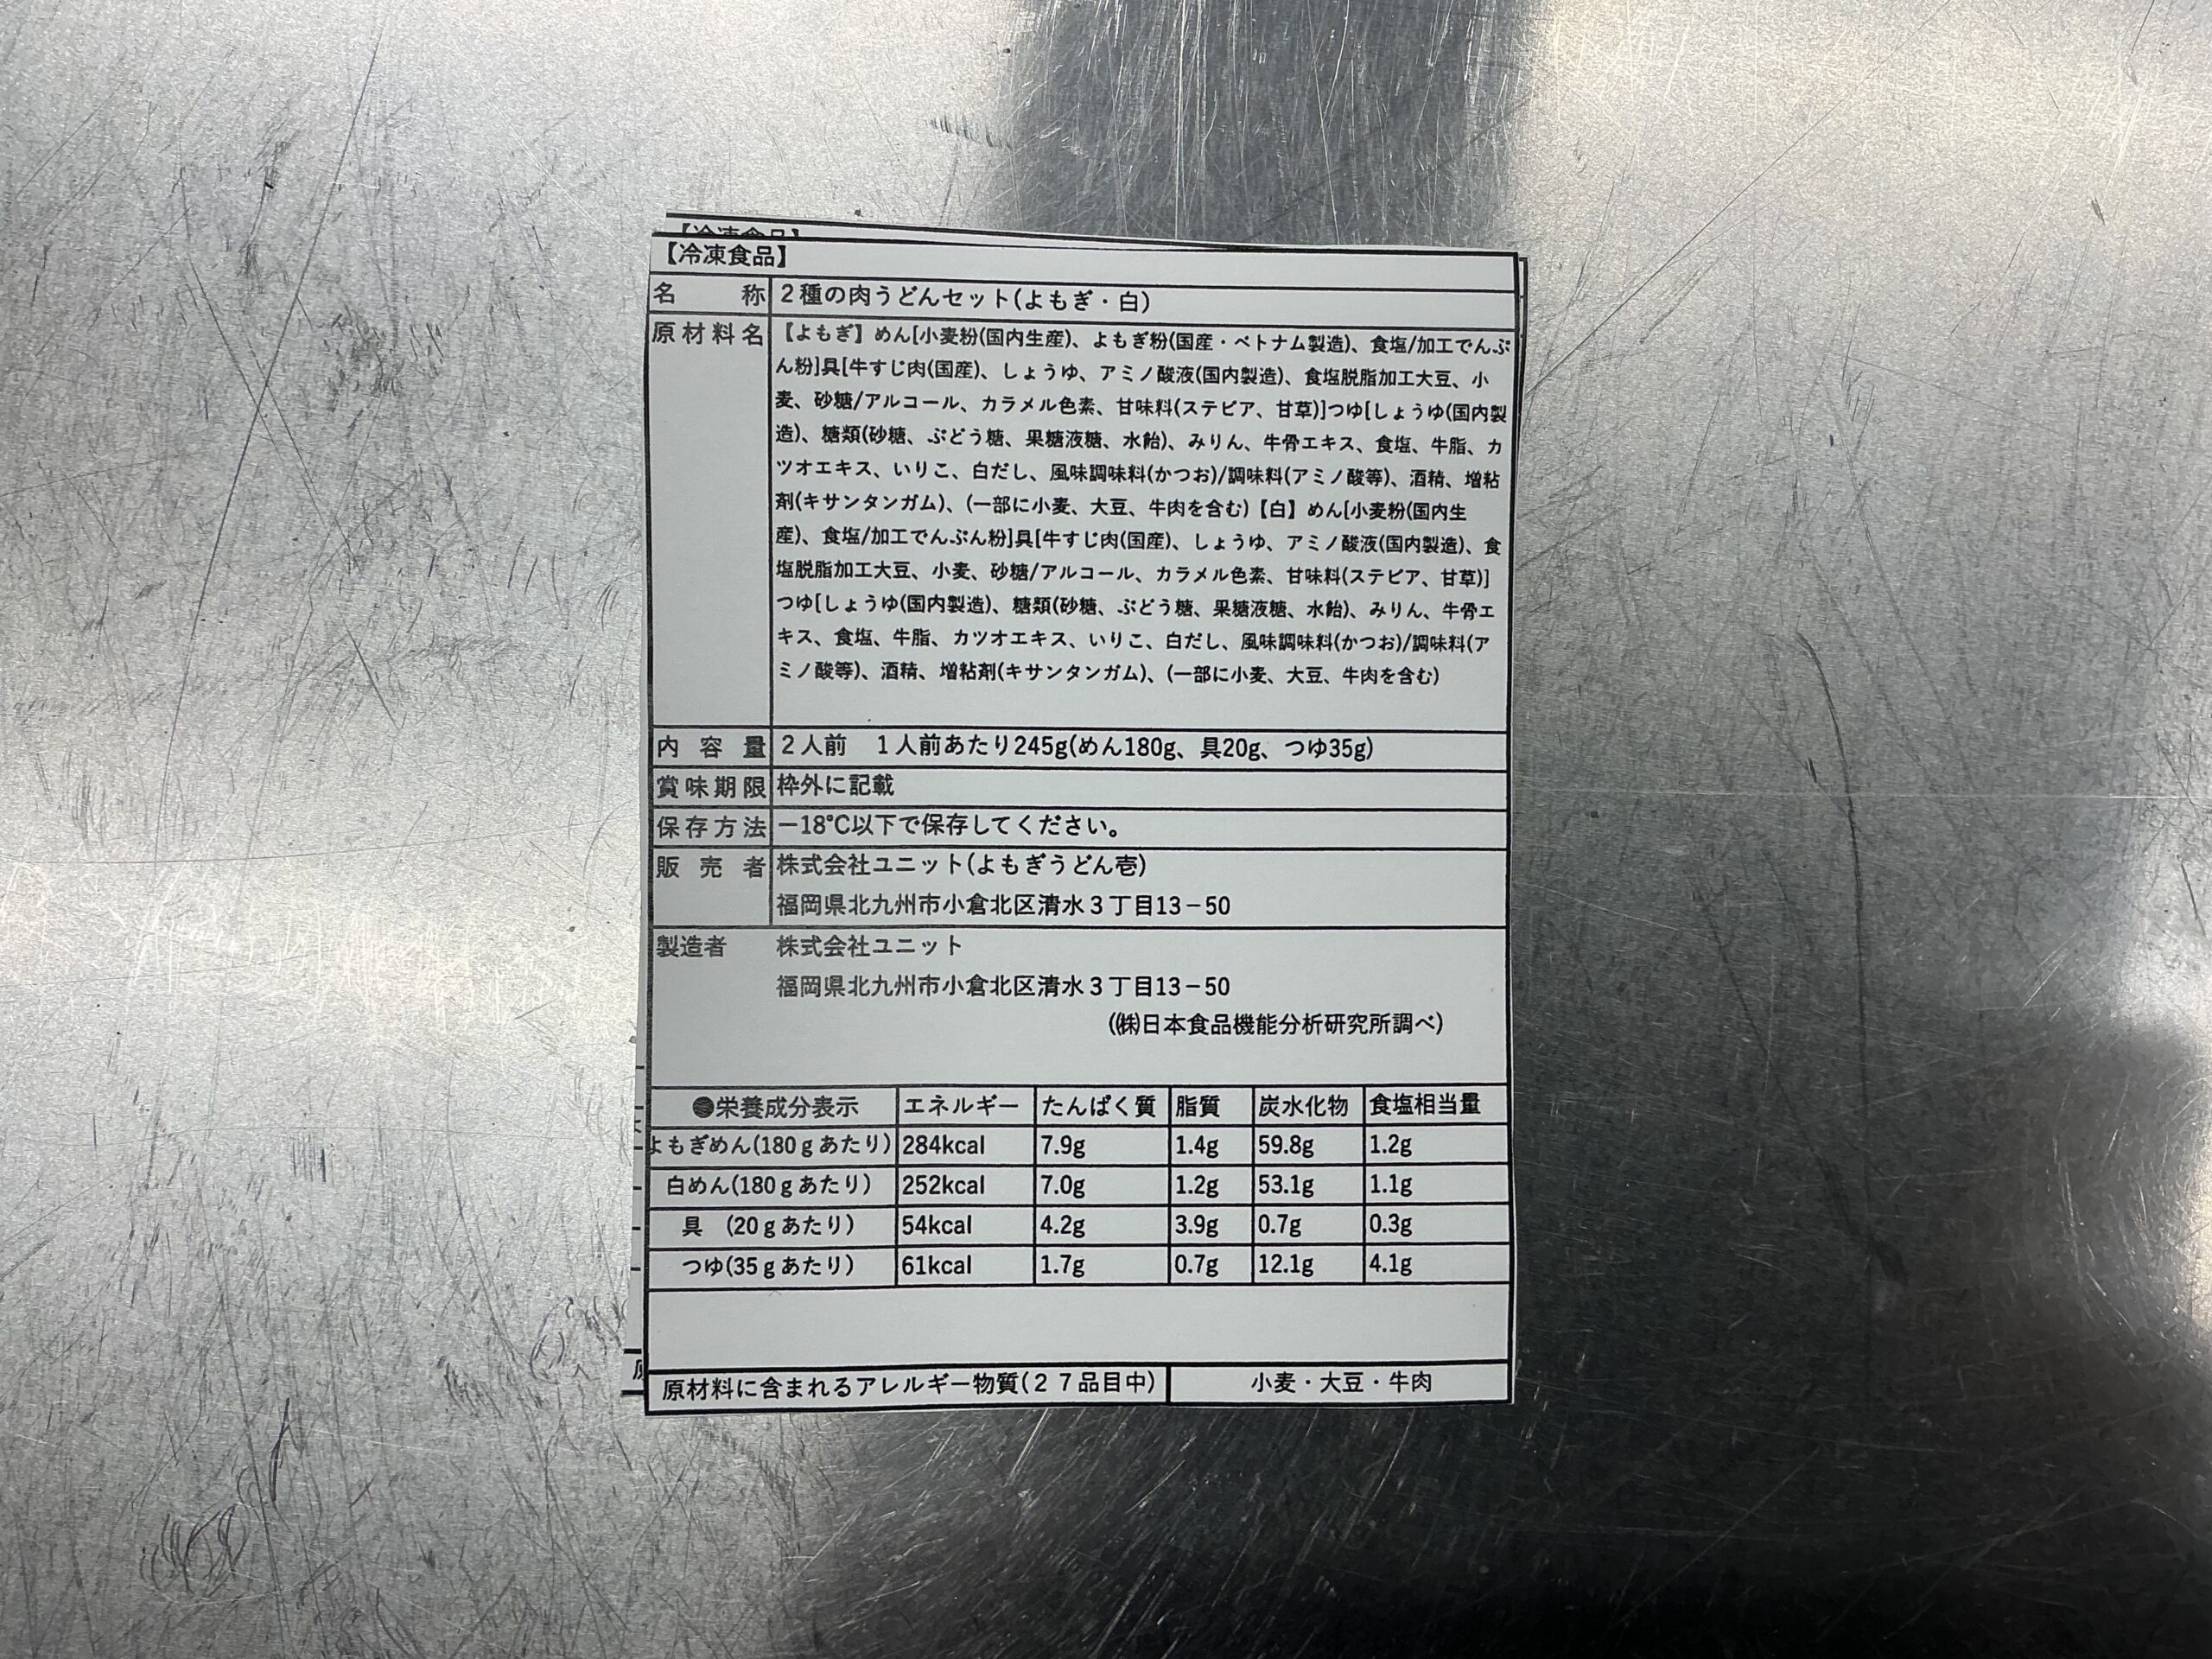 【冷凍食品】
【冷凍食品】
名称 2種の肉うどんセット(よもぎ・白)
原材料名 【よもぎ】めん[小麦粉(国内生産)、よもぎ粉(国産・ベトナム製造)、食塩/加工でんぷ
ん粉]具[牛すじ肉(国産)、しょうゆ、アミノ酸液(国内製造)、食塩脱脂加工大豆、小
麦、砂糖/アルコール、カラメル色素、甘味料(ステビア、甘草)]つゆ[しょうゆ(国内製
造)、糖類(砂糖、ぶどう糖、果糖液糖、水飴)、みりん、牛骨エキス、食塩、牛脂、カ
ツオエキス、いりこ、白だし、風味調味料(かつお)/調味料(アミノ酸等)、酒精、増粘
剤(キサンタンガム)、(一部に小麦、大豆、牛肉を含む)【白】めん[小麦粉(国内生
産)、食塩/加工でんぷん粉]具[牛すじ肉(国産)、しょうゆ、アミノ酸液(国内製造)、食
塩脱脂加工大豆、小麦、砂糖/アルコール、カラメル色素、甘味料(ステビア、甘草)]
つゆ[しょうゆ(国内製造)、糖類(砂糖、ぶどう糖、果糖液糖、水飴)、みりん、牛骨エ
キス、食塩、牛脂、カツオエキス、いりこ、白だし、風味調味料(かつお)/調味料(ア
ミノ酸等)、酒精、増粘剤(キサンタンガム)、(一部に小麦、大豆、牛肉を含む)
内容量 2人前 1人前あたり245g(めん180g、具20g、つゆ35g)
賞味期限 枠外に記載
保存方法 －18℃以下で保存してください。
販売者 株式会社ユニット(よもぎうどん壱)
福岡県北九州市小倉北区清水3丁目13－50
製造者 株式会社ユニット
福岡県北九州市小倉北区清水3丁目13－50
(㈱日本食品機能分析研究所調べ)
●栄養成分表示 エネルギー たんぱく質 脂質 炭水化物 食塩相当量
よもぎめん(180gあたり) 284kcal 7.9g 1.4g 59.8g 1.2g
白めん(180gあたり) 252kcal 7.0g 1.2g 53.1g 1.1g
具 (20gあたり) 54kcal 4.2g 3.9g 0.7g 0.3g
つゆ(35gあたり) 61kcal 1.7g 0.7g 12.1g 4.1g
原材料に含まれるアレルギー物質(27品目中) 小麦・大豆・牛肉